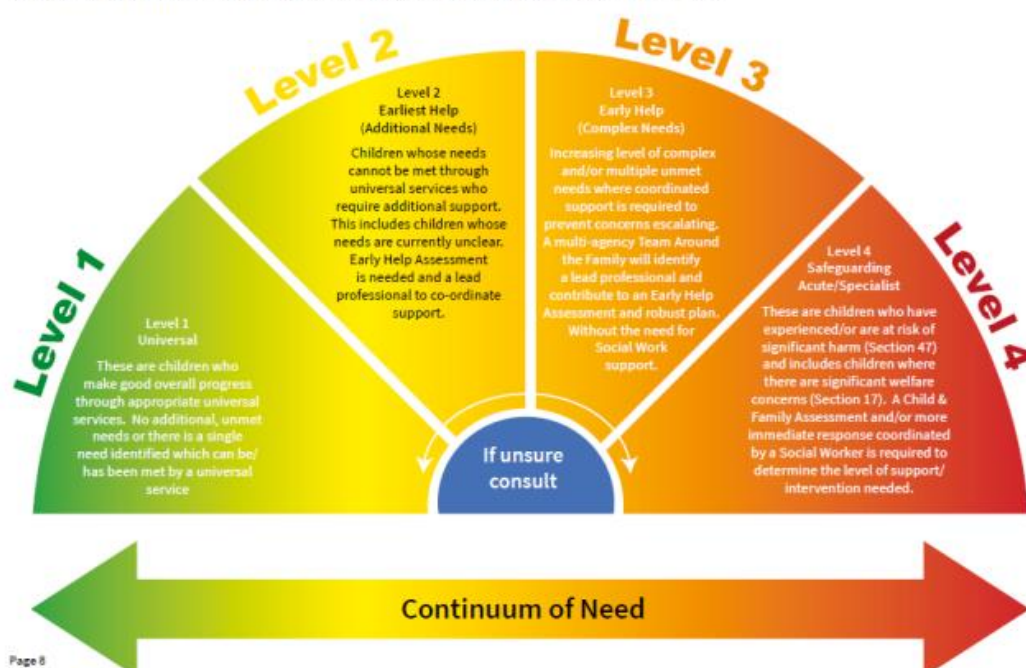 Level 1
Level 2
Level 3
Level 4
Level 1
Universal
These are children who
make good overall progress
through appropriate universal
services. No additional, unmet
needs or there is a single
need identified which can be/
has been met by a universal
service
Level 2
Earliest Help
(Additional Needs)
Children whose needs
cannot be met through
universal services who
require additional support.
This includes children whose
needs are currently unclear.
Early Help Assessment
is needed and a lead
professional to co-ordinate
support.
Level 3
Early Help
(Complex Needs)
Increasing level of complex
and/or multiple unmet
needs where coordinated
support is required to
prevent concerns escalating.
A multi-agency Team Around
the Family will identify
a lead professional and
contribute to an Early Help
Assessment and robust plan.
Without the need for
Social Work
support.
Level 4
Safeguarding
Acute/Specialist
These are children who have
experienced/or are at risk of
significant harm (Section 47)
and includes children where
there are significant welfare
concerns (Section 17). A Child &
Family Assessment and/or more
immediate response coordinated
by a Social Worker is required to
determine the level of support/
intervention needed.
If unsure
consult
Continuum of Need
Page 8